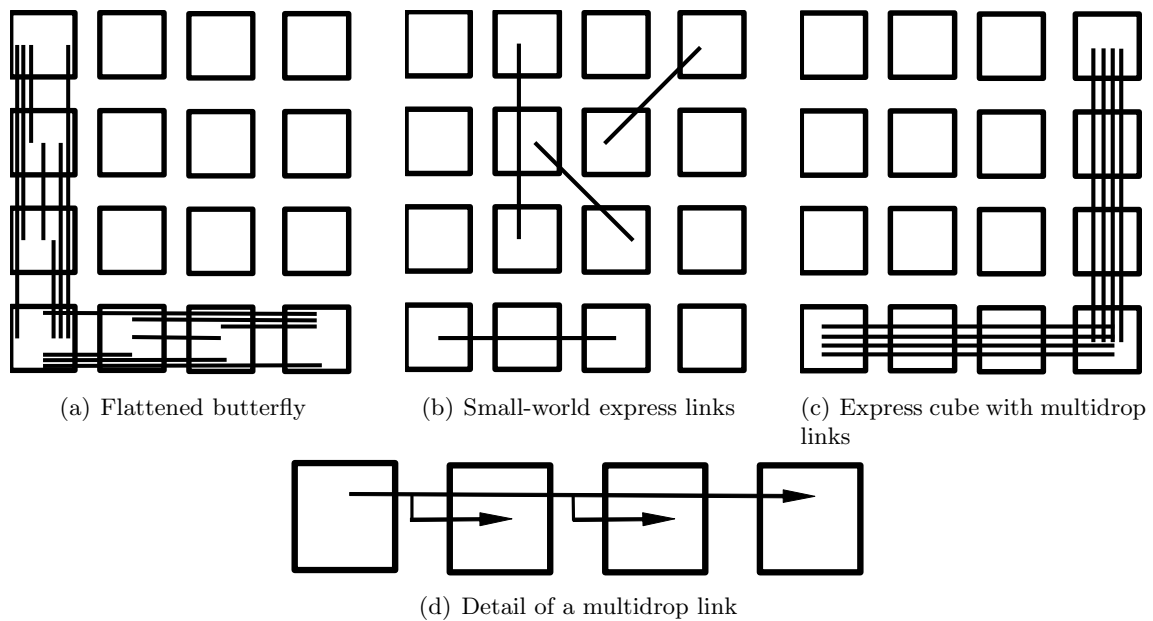 (a) Flattened butterfly
(b) Small-world express links
(c) Express cube with multidrop
links
(d) Detail of a multidrop link